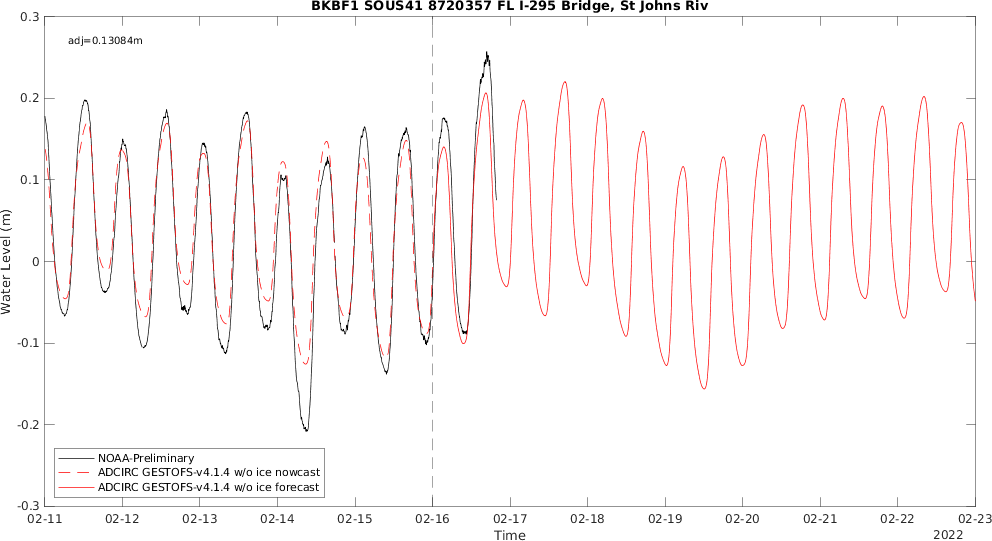 BKBF1 SOUS41 8720357 FL I-295 Bridge, St Johns Riv
0.3
adj=0.13084m
0.2
0.1
0
-0.1
-0.2
-0.3
Water Level (m)
NOAA-Preliminary
ADCIRC GESTOFS-v4.1.4 w/o ice nowcast
ADCIRC GESTOFS-v4.1.4 w/o ice forecast
02-11 02-12 02-13 02-14 02-15 02-16 02-17 02-18 02-19 02-20 02-21 02-22 02-23
Time
2022